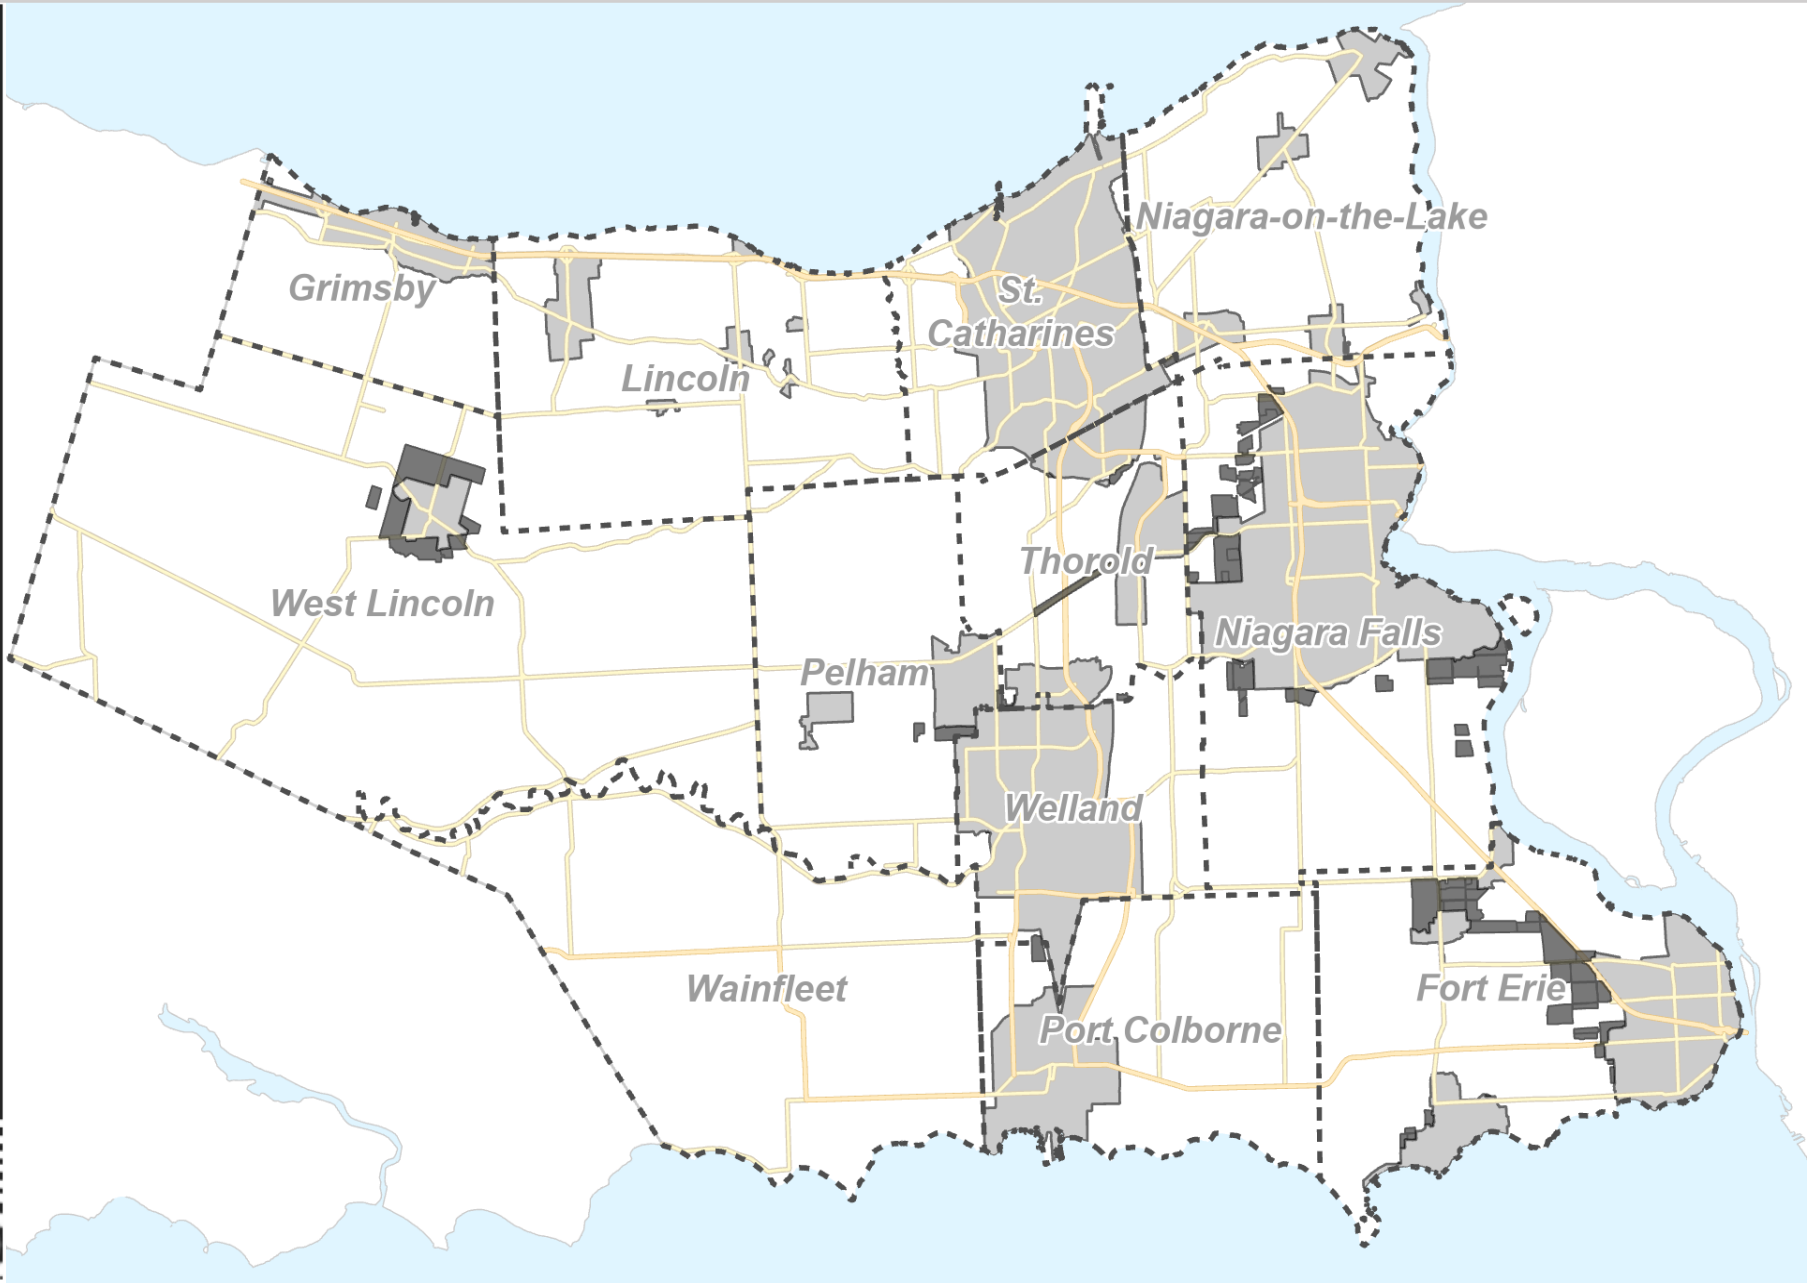 Niagara-on-the-Lake
Grimsby
St.
Catharines
Lincoln
Thorold
West Lincoln
Niagara Falls
Pelham
Welland
Wainfleet
Fort Erie
Port Colborne